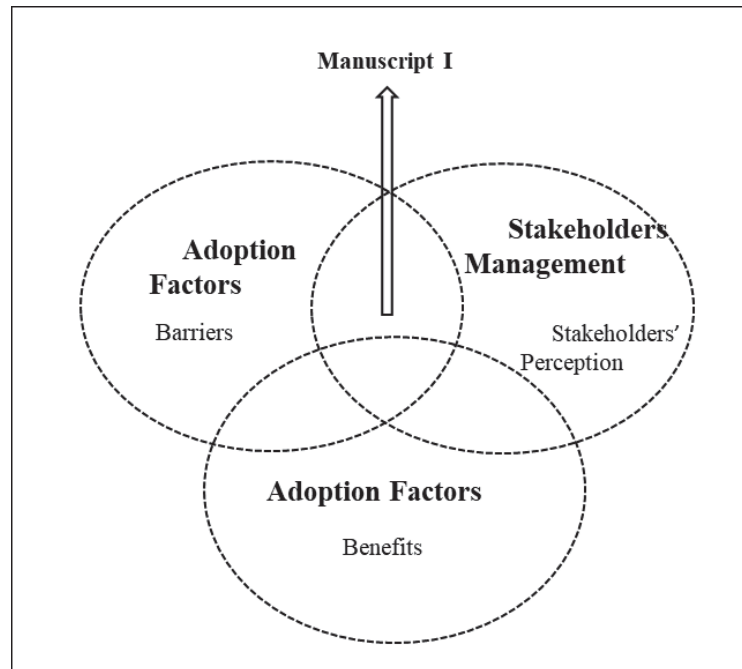 Manuscript I
Adoption
Factors
Barriers
Stakeholders
Management
Stakeholders’
Perception
Adoption Factors
Benefits